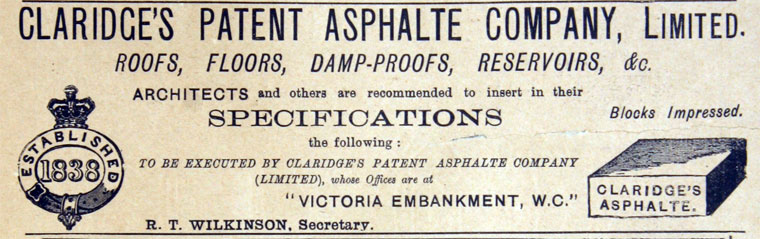 CLARIDGE'S PATENT ASPHALTE COMPANY, LIMITED.
ROOFS, FLOORS, DAMP-PROOFS, RESERVOIRS, &c.
ARCHITECTS and others are recommended to insert in their
SPECIFICATIONS
Blocks Impressed.
the following:
TO BE EXECUTED BY CLARIDGE'S PATENT ASPHALTE COMPANY
(LIMITED), whose Offices are at
"VICTORIA EMBANKMENT, W.C."
R. T. WILKINSON, Secretary.
ESTABLISHED
1838
CLARIDGE'S
ASPHALTE.